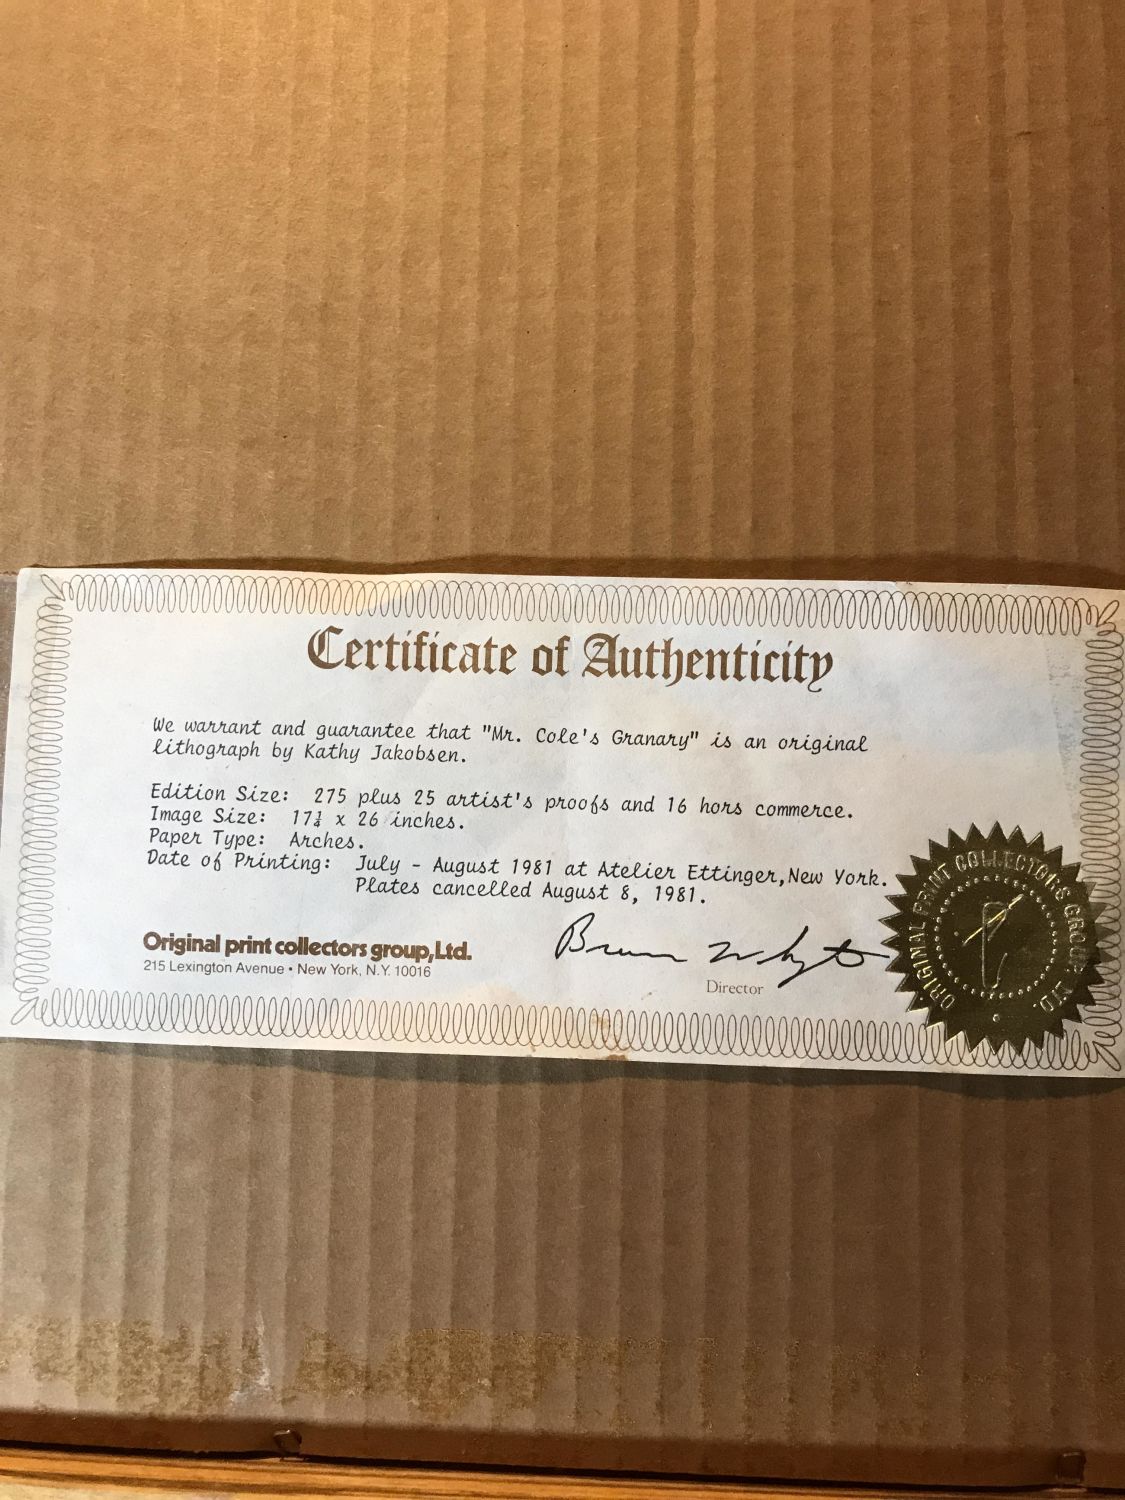 Certificate of Authenticity
We warrant and guarantee that "Mr. Cole's Granary" is an original
lithograph by Kathy Jakobsen.
Edition Size: 275 plus 25 artist's proofs and 16 hors commerce.
Image Size: 17¼ x 26 inches.
Paper Type: Arches.
Date of Printing: July - August 1981 at Atelier Ettinger, New York.
Plates cancelled August 8, 1981.
Original print collectors group, Ltd.
215 Lexington Avenue • New York, N.Y. 10016
Director
ORIGINAL PRINT COLLECTORS GROUP LTD